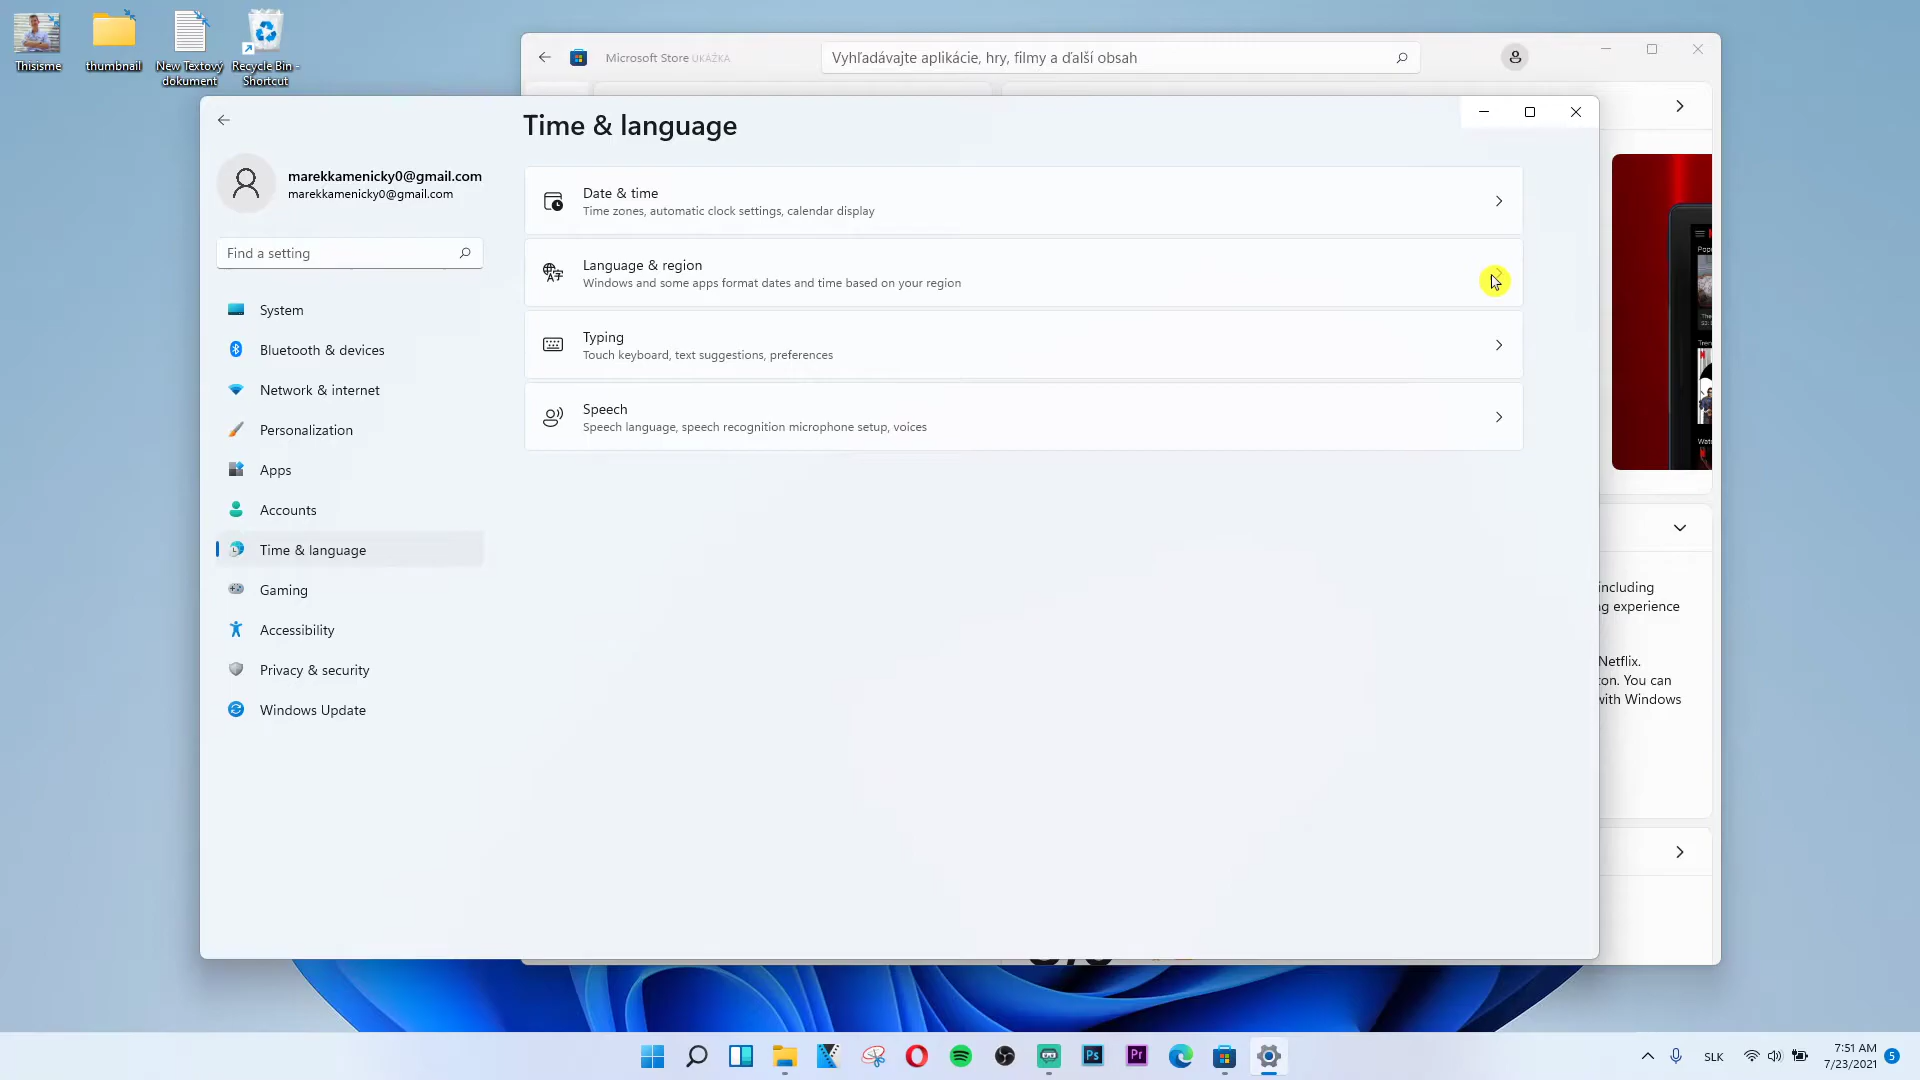 Thisisme
thumbnail
New Textový
dokument
Recycle Bin -
Shortcut
Microsoft Store UKÁŽKA
Vyhľadávajte aplikácie, hry, filmy a ďalší obsah
Time & language
marekkamenicky0@gmail.com
marekkamenicky0@gmail.com
Find a setting
System
Bluetooth & devices
Network & internet
Personalization
Apps
Accounts
Time & language
Gaming
Accessibility
Privacy & security
Windows Update
Date & time
Time zones, automatic clock settings, calendar display
Language & region
Windows and some apps format dates and time based on your region
Typing
Touch keyboard, text suggestions, preferences
Speech
Speech language, speech recognition microphone setup, voices
including
experience
Netflix.
You can
with Windows
Ps
Pr
SLK
7:51 AM
7/23/2021
5